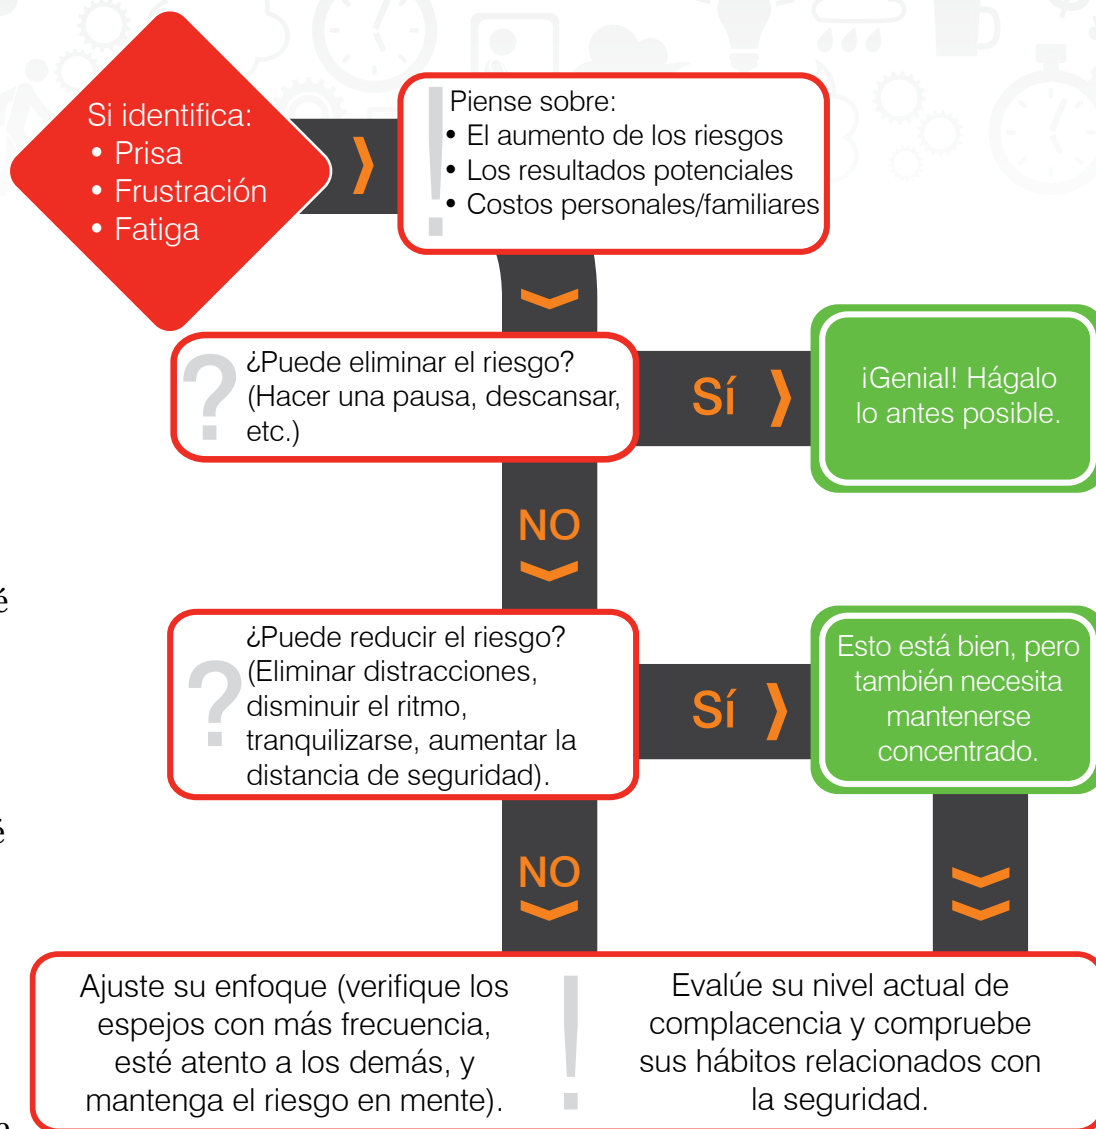 Si identifica:
• Prisa
• Frustración
• Fatiga
!
Piense sobre:
• El aumento de los riesgos
• Los resultados potenciales
• Costos personales/familiares
?
¿Puede eliminar el riesgo?
(Hacer una pausa, descansar,
etc.)
SÍ
¡Genial! Hágalo
lo antes posible.
NO
é
?
¿Puede reducir el riesgo?
(Eliminar distracciones,
disminuir el ritmo,
tranquilizarse, aumentar la
distancia de seguridad).
SÍ
Esto está bien, pero
también necesita
mantenerse
concentrado.
é
NO
Ajuste su enfoque (verifique los
espejos con más frecuencia,
esté atento a los demás, y
mantenga el riesgo en mente).
!
Evalúe su nivel actual de
complacencia y compruebe
sus hábitos relacionados con
la seguridad.